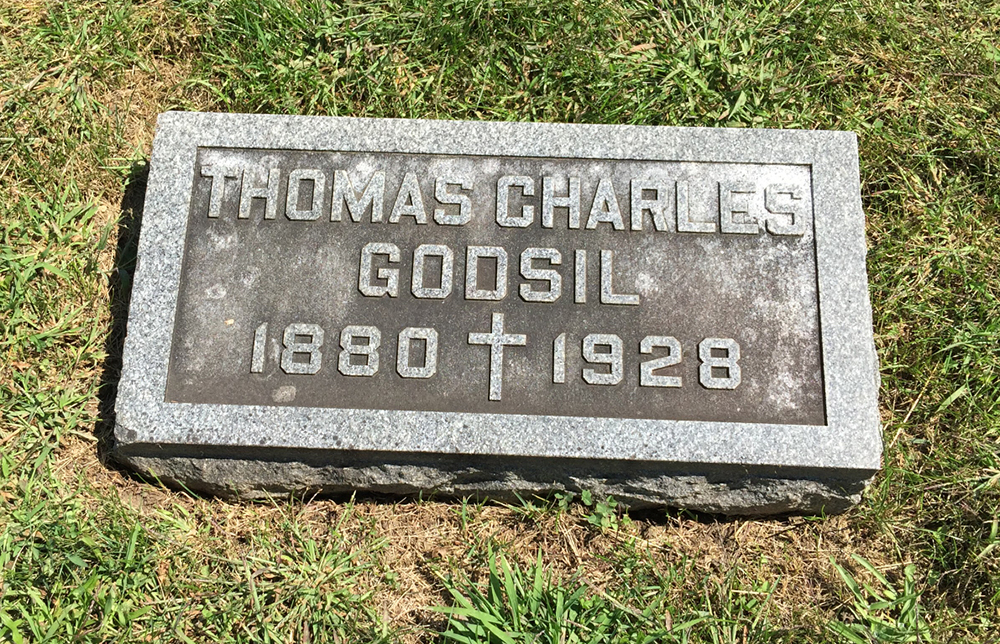 THOMAS CHARLES
GODSIL
1880 ✝ 1928